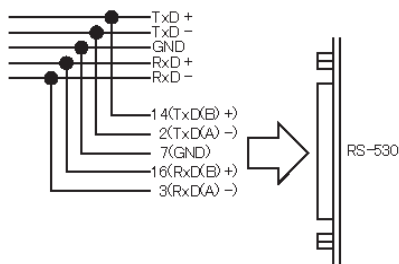 TxD+
TxD-
GND
RxD+
RxD-
14(TxD(B)+)
2(TxD(A)-)
7(GND)
16(RxD(B)+)
3(RxD(A)-)
RS-530